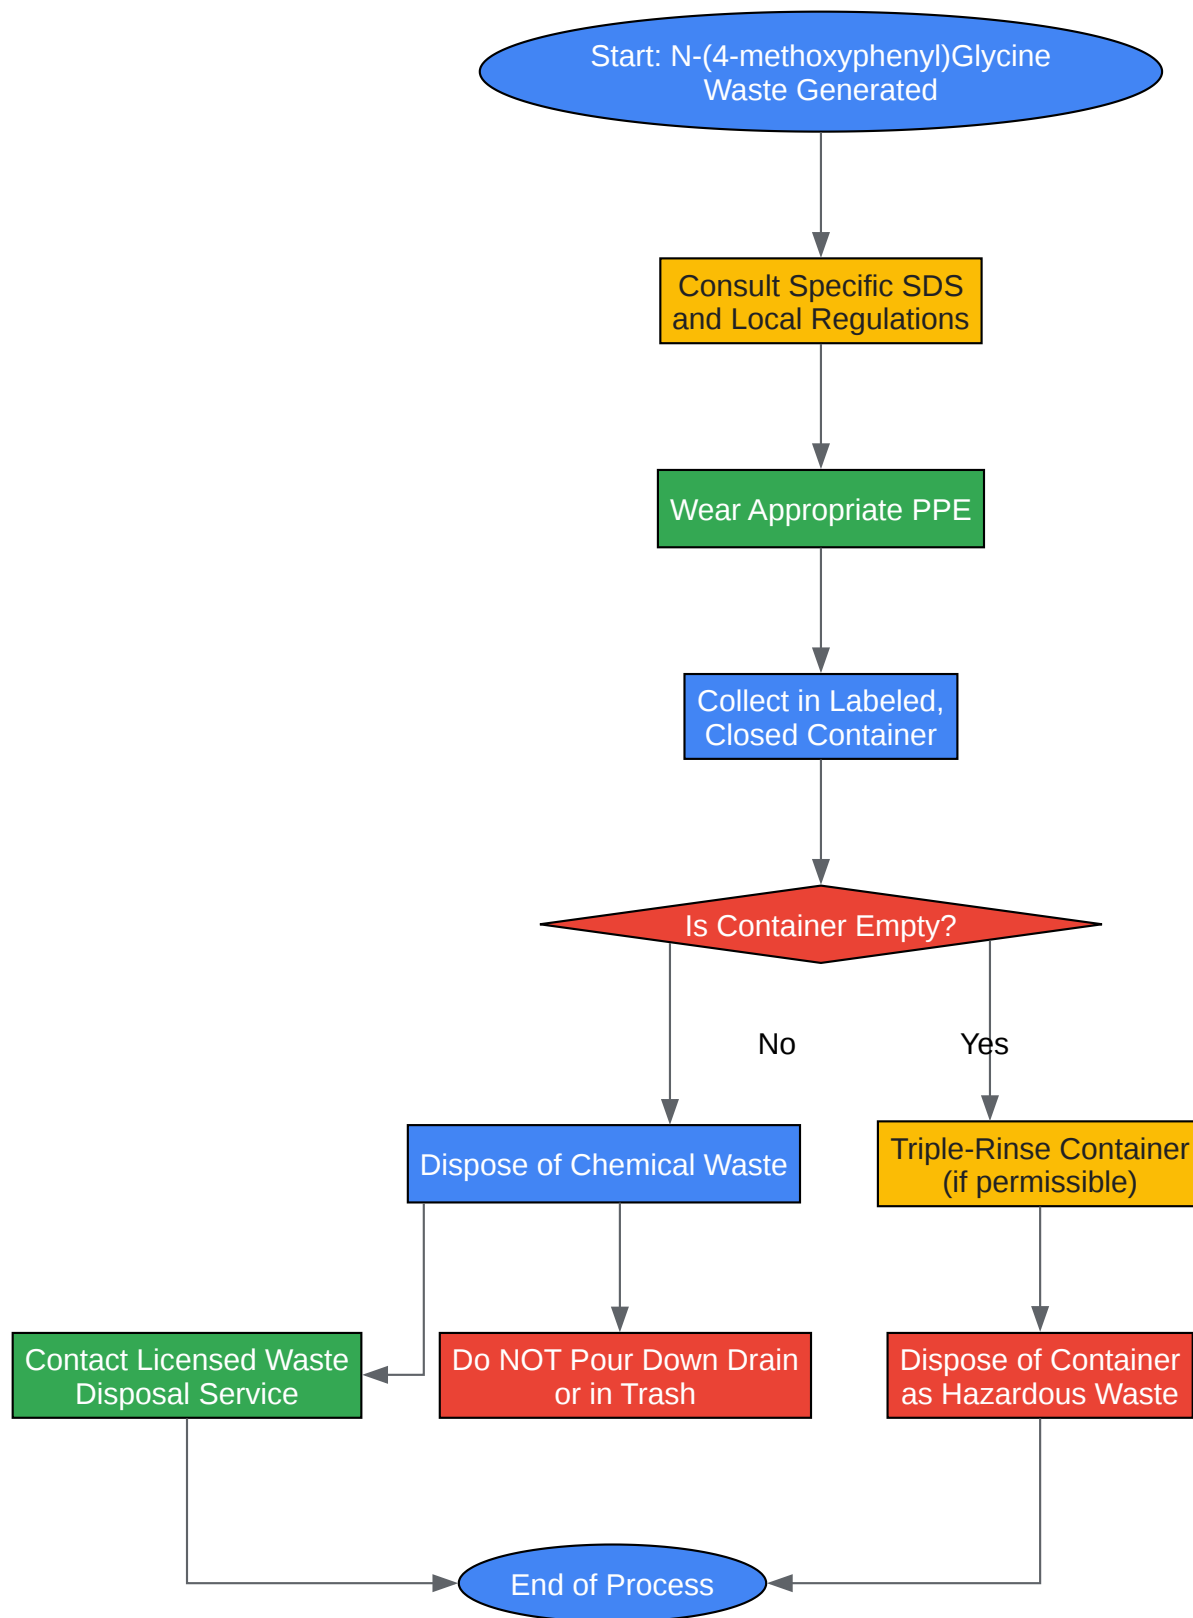 Start: N-(4-methoxyphenyl)Glycine
Waste Generated
Consult Specific SDS
and Local Regulations
Wear Appropriate PPE
Collect in Labeled,
Closed Container
Is Container Empty?
No
Yes
Dispose of Chemical Waste
Triple-Rinse Container
(if permissible)
Contact Licensed Waste
Disposal Service
Do NOT Pour Down Drain
or in Trash
Dispose of Container
as Hazardous Waste
End of Process